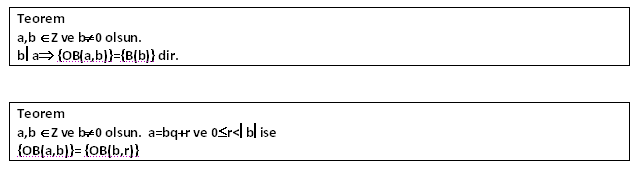 Teorem
a,b ∈Z ve b≠0 olsun.
b| a⟹ {OB(a,b)}={B(b)} dir.
Teorem
a,b ∈Z ve b≠0 olsun.  a=bq+r ve 0≤r<| b| ise
{OB(a,b)}= {OB(b,r)}